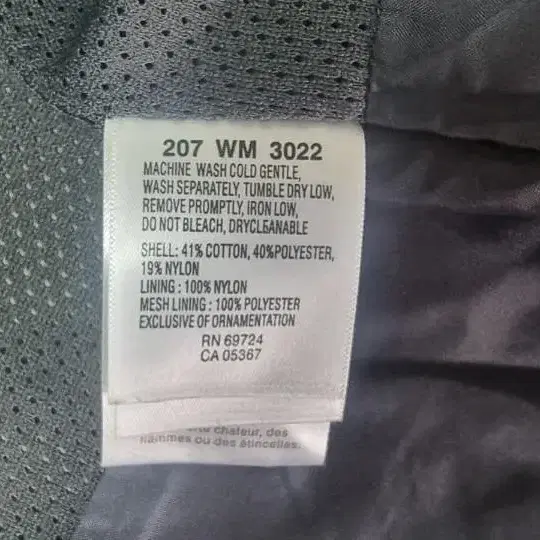 207 WM 3022
MACHINE WASH COLD GENTLE,
WASH SEPARATELY, TUMBLE DRY LOW,
REMOVE PROMPTLY, IRON LOW,
DO NOT BLEACH, DRYCLEANABLE
SHELL: 41% COTTON, 40%POLYESTER,
19% NYLON
LINING : 100% NYLON
MESH LINING : 100% POLYESTER
EXCLUSIVE OF ORNAMENTATION
RN 69724
CA 05367
chaleur, des
flammes ou des étincelles.